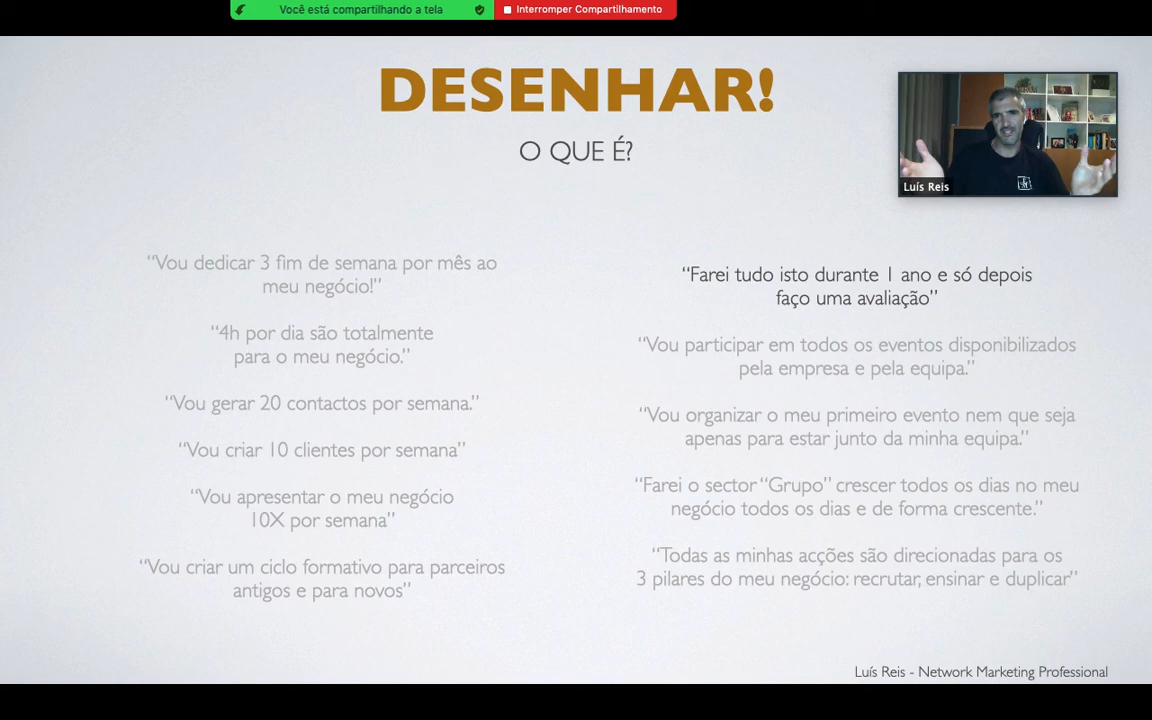 Você está compartilhando a tela
Interromper Compartilhamento
DESENHAR!
O QUE É?
Luís Reis
“Vou dedicar 3 fim de semana por mês ao
meu negócio!”
“4h por dia são totalmente
para o meu negócio.”
“Vou gerar 20 contactos por semana.”
“Vou criar 10 clientes por semana”
“Vou apresentar o meu negócio
10X por semana”
“Vou criar um ciclo formativo para parceiros
antigos e para novos”
“Farei tudo isto durante 1 ano e só depois
faço uma avaliação”
“Vou participar em todos os eventos disponibilizados
pela empresa e pela equipa.”
“Vou organizar o meu primeiro evento nem que seja
apenas para estar junto da minha equipa.”
“Farei o sector “Grupo” crescer todos os dias no meu
negócio todos os dias e de forma crescente.”
“Todas as minhas acções são direcionadas para os
3 pilares do meu negócio: recrutar, ensinar e duplicar”
Luís Reis - Network Marketing Professional